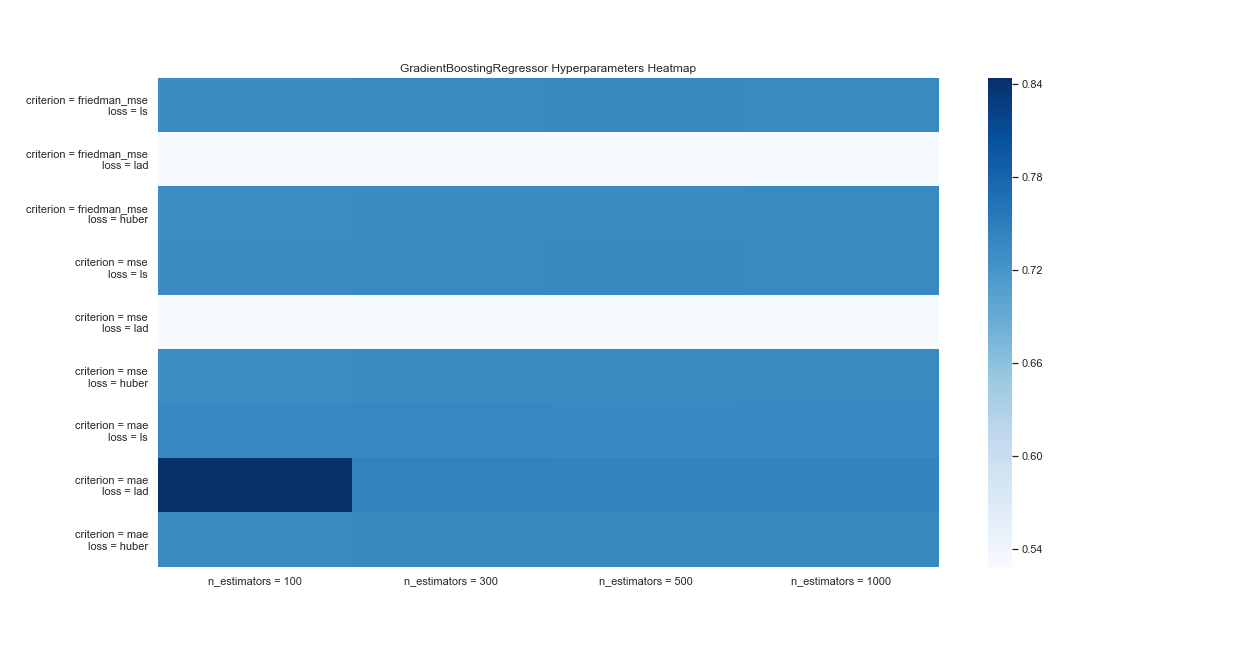 GradientBoostingRegressor Hyperparameters Heatmap
criterion = friedman_mse
loss = ls
criterion = friedman_mse
loss = lad
criterion = friedman_mse
loss = huber
criterion = mse
loss = ls
criterion = mse
loss = lad
criterion = mse
loss = huber
criterion = mae
loss = ls
criterion = mae
loss = lad
criterion = mae
loss = huber
n_estimators = 100
n_estimators = 300
n_estimators = 500
n_estimators = 1000
0.84
0.78
0.72
0.66
0.60
0.54